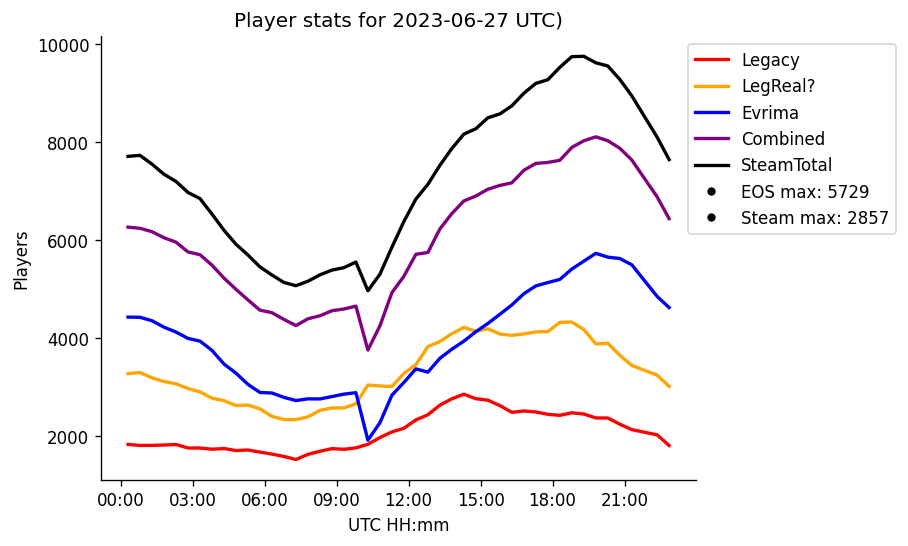 Player stats for 2023-06-27 UTC)
10000
8000
6000
4000
2000
Players
00:00 03:00 06:00 09:00 12:00 15:00 18:00 21:00
UTC HH:mm
Legacy
LegReal?
Evrima
Combined
SteamTotal
EOS max: 5729
Steam max: 2857